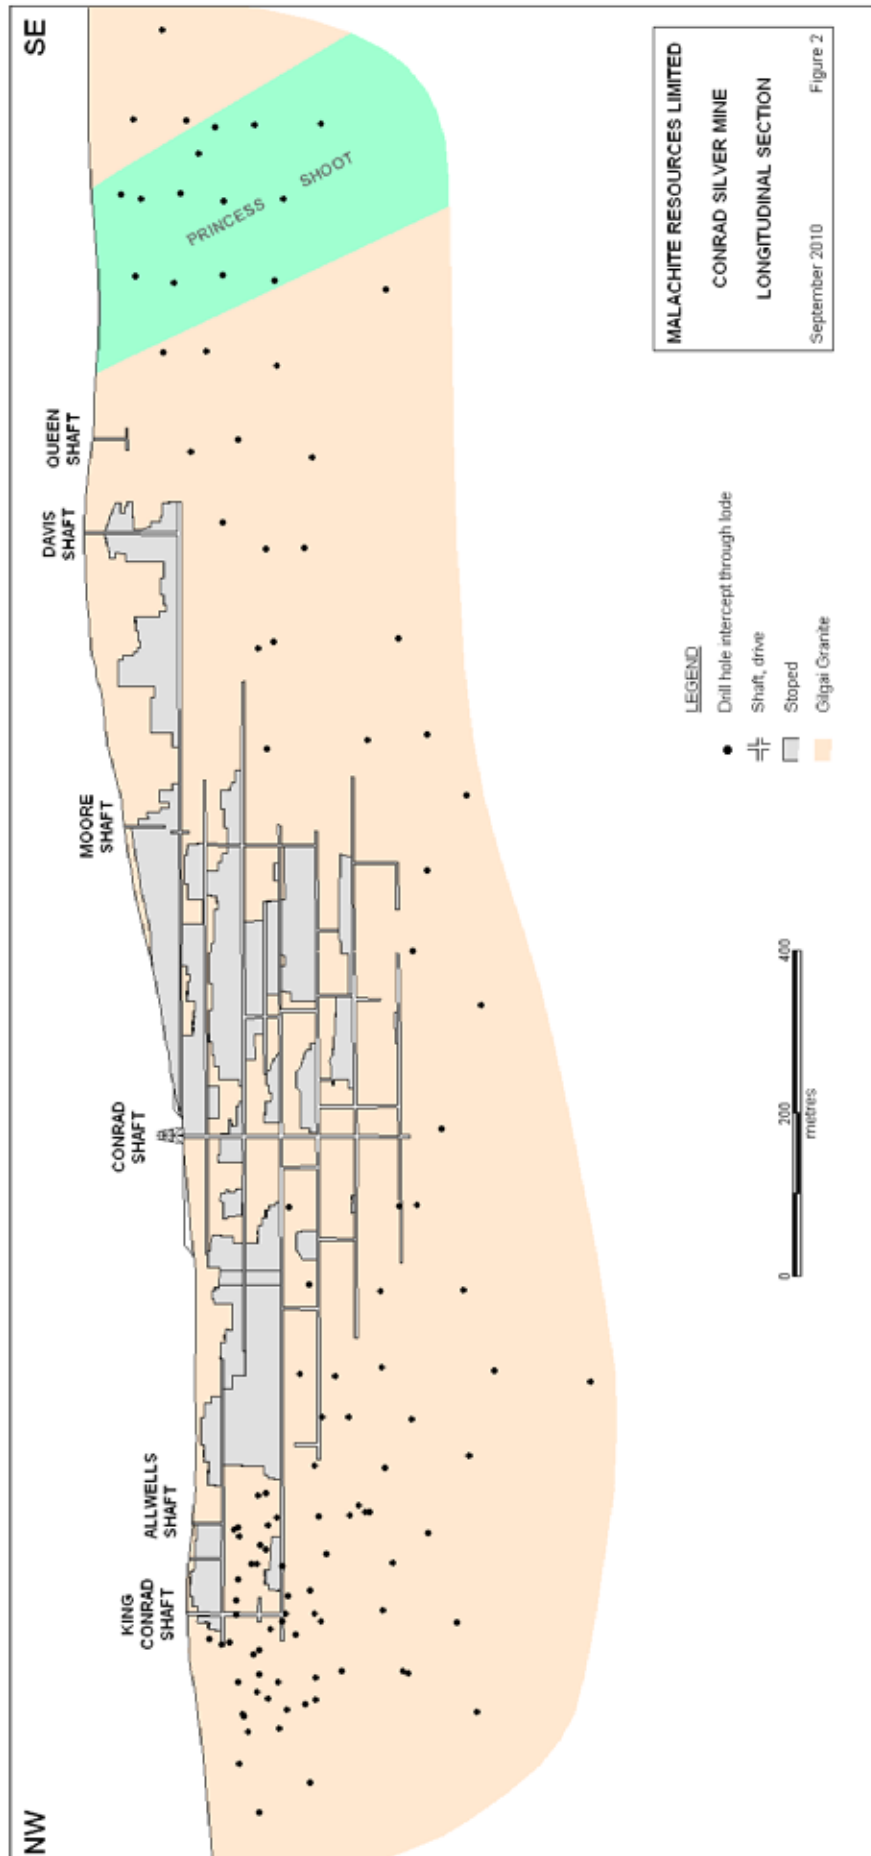 NW
SE
KING
CONRAD
SHAFT
ALLWELLS
SHAFT
CONRAD
SHAFT
MOORE
SHAFT
DAVIS
SHAFT
QUEEN
SHAFT
PRINCESS SHOOT
0 200 400
metres
LEGEND
Drill hole intercept through lode
Shaft, drive
Stoped
Gilgai Granite
MALACHITE RESOURCES LIMITED
CONRAD SILVER MINE
LONGITUDINAL SECTION
September 2010 Figure 2